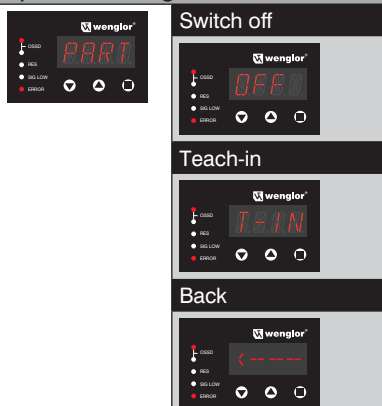 Switch off
wenglor®
OSSD
RES
SIG LOW
ERROR
PART
wenglor®
OSSD
RES
SIG LOW
ERROR
OFF
Teach-in
wenglor®
OSSD
RES
SIG LOW
ERROR
T-IN
Back
wenglor®
OSSD
RES
SIG LOW
ERROR
<----